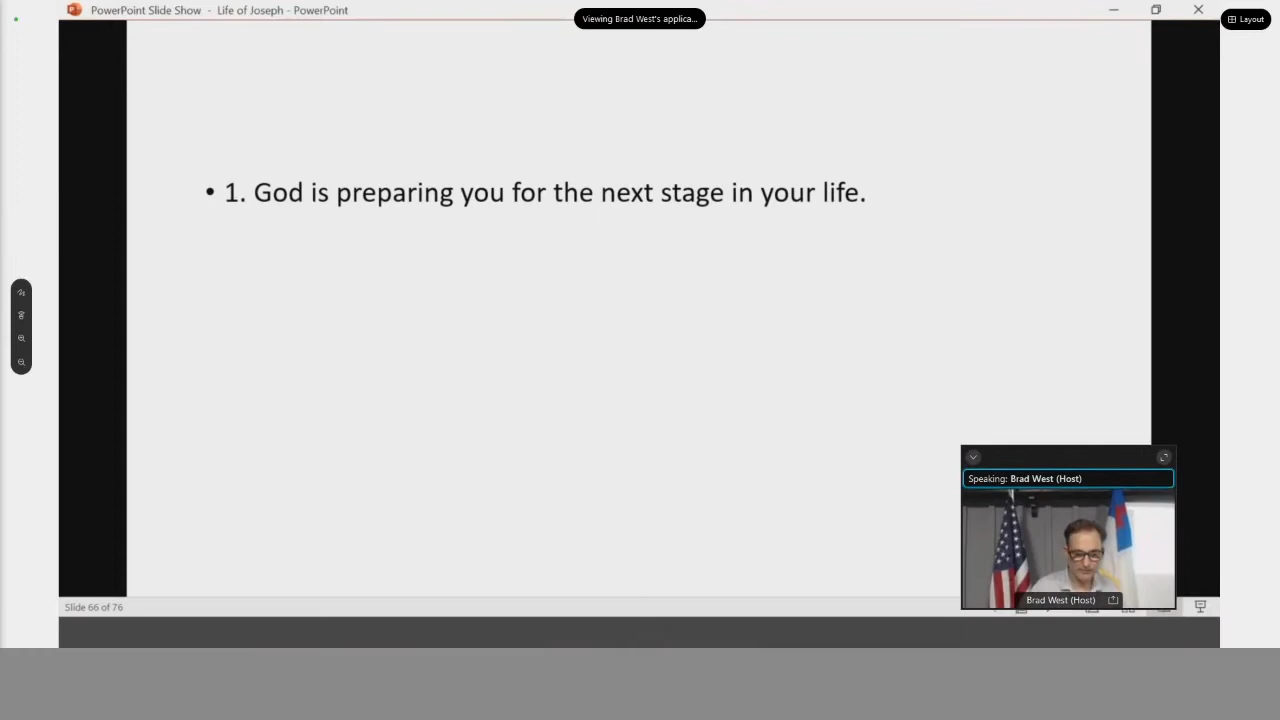 PowerPoint Slide Show - Life of Joseph - PowerPoint
Viewing Brad West's applica...
Layout
• 1. God is preparing you for the next stage in your life.
Speaking: Brad West (Host)
Brad West (Host)
Slide 66 of 76